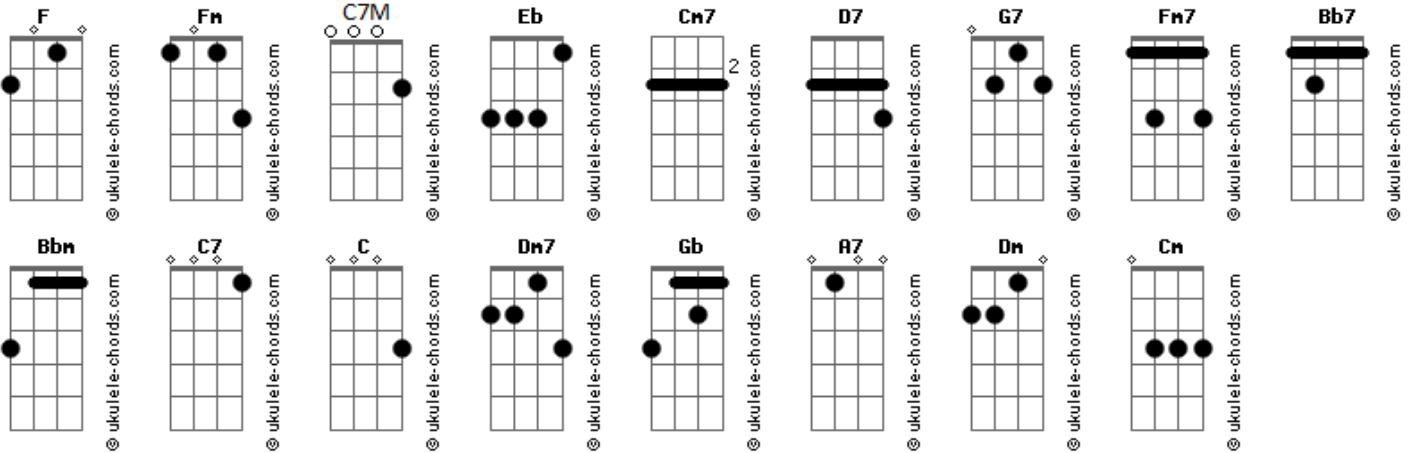 F Fm C7M Eb Cm7 D7 G7 Fm7 Bb7
2
© ukulele-chords.com © ukulele-chords.com © ukulele-chords.com © ukulele-chords.com © ukulele-chords.com © ukulele-chords.com © ukulele-chords.com © ukulele-chords.com © ukulele-chords.com
Bbm C7 C Dm7 Gb A7 Dm Cm
© ukulele-chords.com © ukulele-chords.com © ukulele-chords.com © ukulele-chords.com © ukulele-chords.com © ukulele-chords.com © ukulele-chords.com © ukulele-chords.com